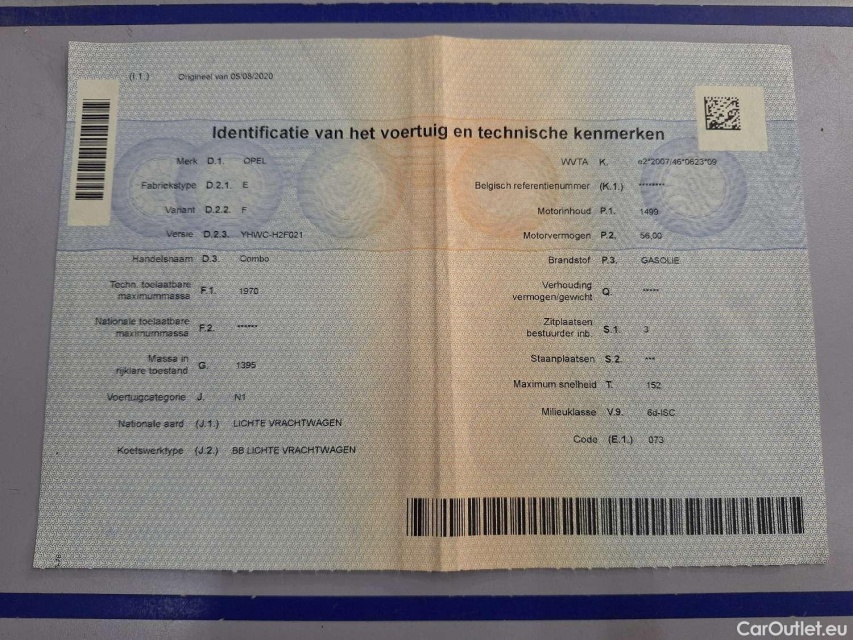 (I.1.) Origineel van 05/08/2020
Identificatie van het voertuig en technische kenmerken
Merk D.1. OPEL
Fabriekstype D.2.1. E
Variant D.2.2. F
Versie D.2.3. YHWC-H2F021
Handelsnaam D.3. Combo
Techn. toelaatbare
maximummassa F.1. 1970
Nationale toelaatbare
maximummassa F.2. ******
Massa in
rijklare toestand G. 1395
Voertuigcategorie J. N1
Nationale aard (J.1.) LICHTE VRACHTWAGEN
Koetswerktype (J.2.) BB LICHTE VRACHTWAGEN
WVTA K. e2*2007/46*0623*09
Belgisch referentienummer (K.1.) ********
Motorinhoud P.1. 1499
Motorvermogen P.2. 56,00
Brandstof P.3. GASOLIE
Verhouding
vermogen/gewicht Q. *****
Zitplaatsen
bestuurder inb. S.1. 3
Staanplaatsen S.2. ***
Maximum snelheid T. 152
Milieuklasse V.9. 6d-ISC
Code (E.1.) 073
CarOutlet.eu